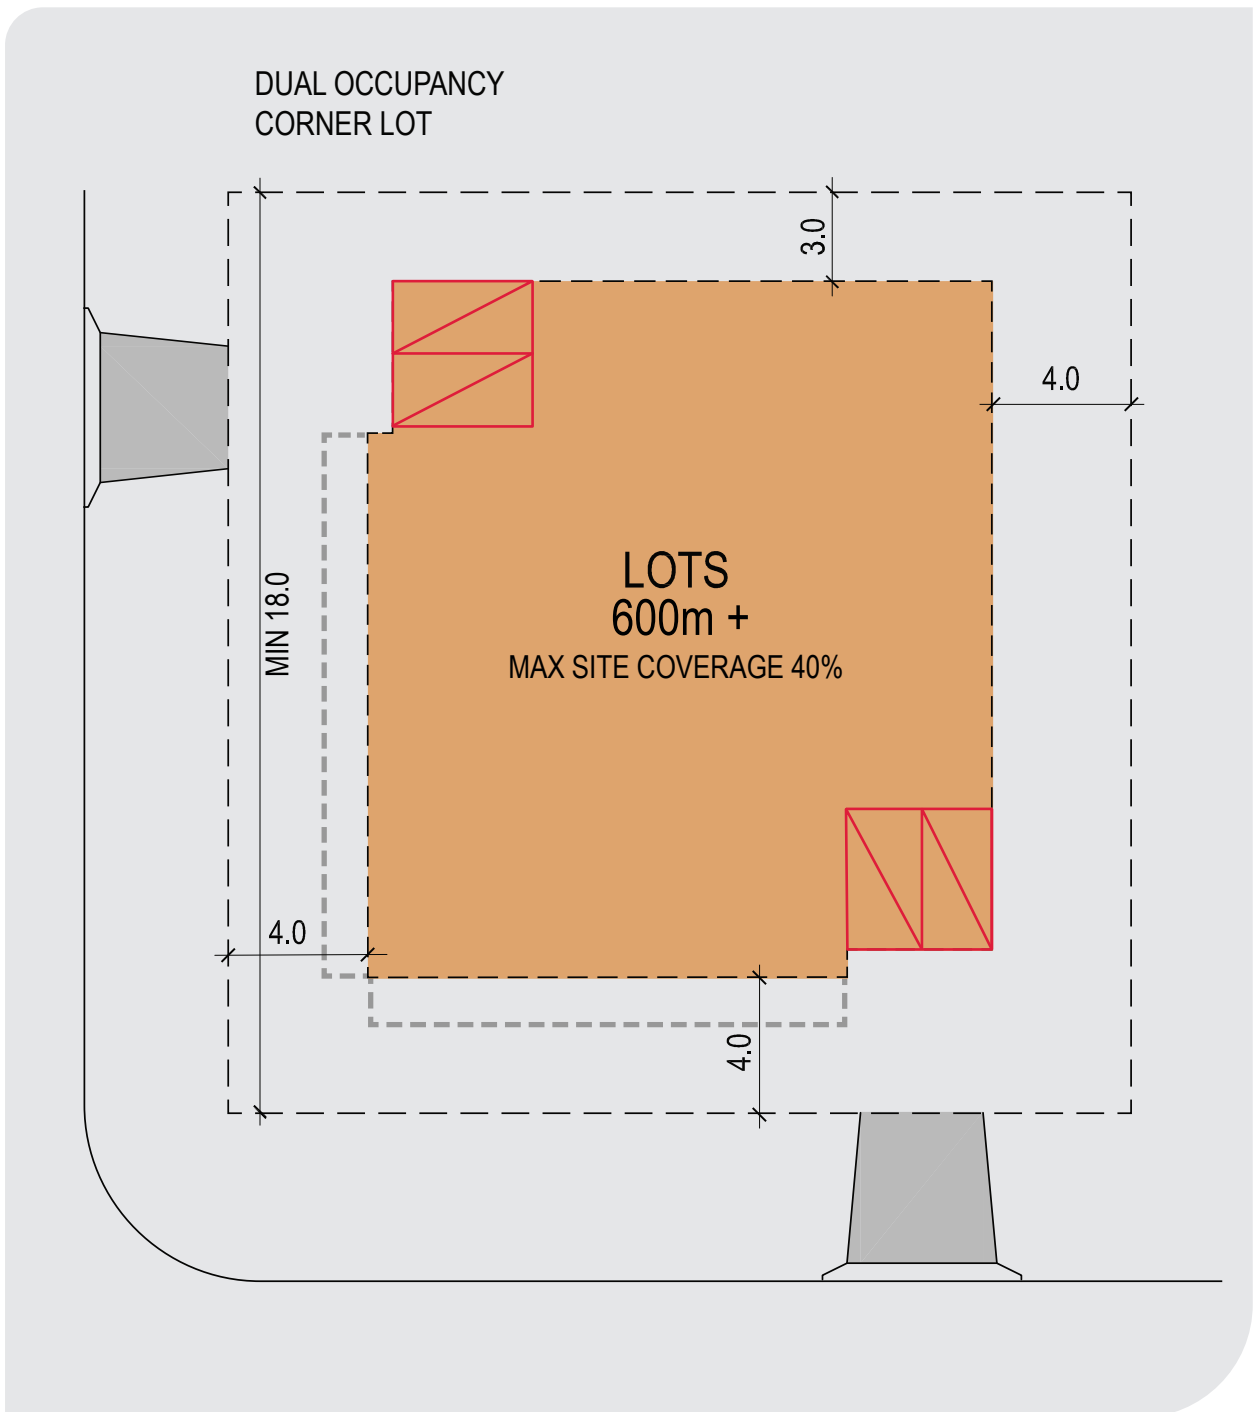 DUAL OCCUPANCY
CORNER LOT
3.0
4.0
MIN 18.0
LOTS
600m +
MAX SITE COVERAGE 40%
4.0
4.0